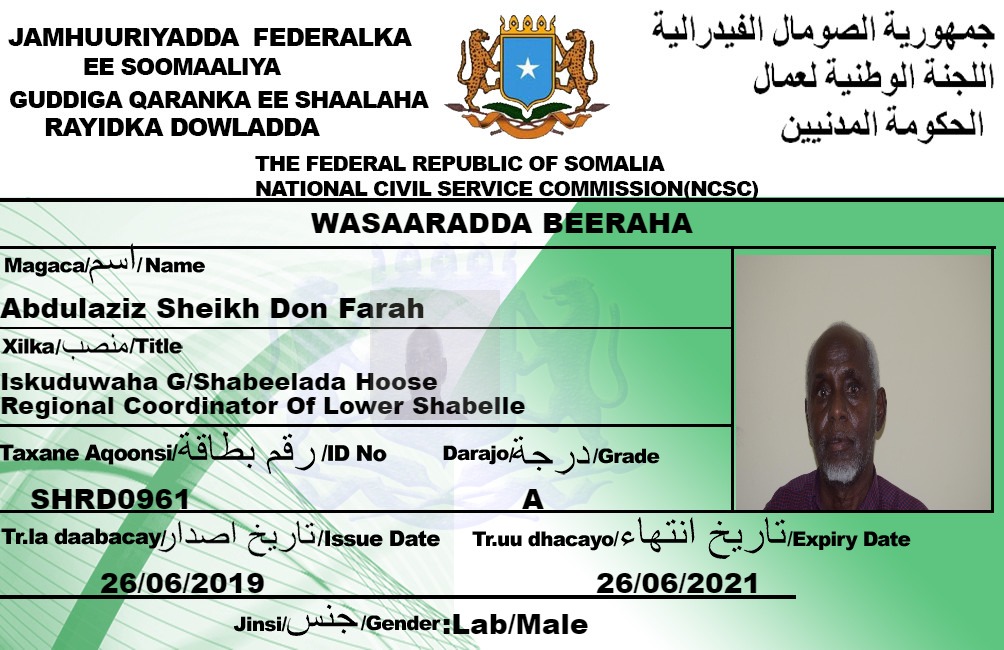 JAMHUURIYADDA FEDERALKA
EE SOOMAALIYA
GUDDIGA QARANKA EE SHAALAHA
RAYIDKA DOWLADDA
جمهورية الصومال الفيدرالية
اللجنة الوطنية لعمال
الحكومة المدنيين
THE FEDERAL REPUBLIC OF SOMALIA
NATIONAL CIVIL SERVICE COMMISSION(NCSC)
WASAARADDA BEERAHA
Magaca/اسم/Name
Abdulaziz Sheikh Don Farah
Xilka/منصب/Title
Iskuduwaha G/Shabeelada Hoose
Regional Coordinator Of Lower Shabelle
Taxane Aqoonsi/رقم بطاقة/ID No Darajo/درجة/Grade
SHRD0961 A
Tr.la daabacay/تاريخ اصدار/Issue Date Tr.uu dhacayo/تاريخ انتهاء/Expiry Date
26/06/2019 26/06/2021
Jinsi/جنس/Gender:Lab/Male